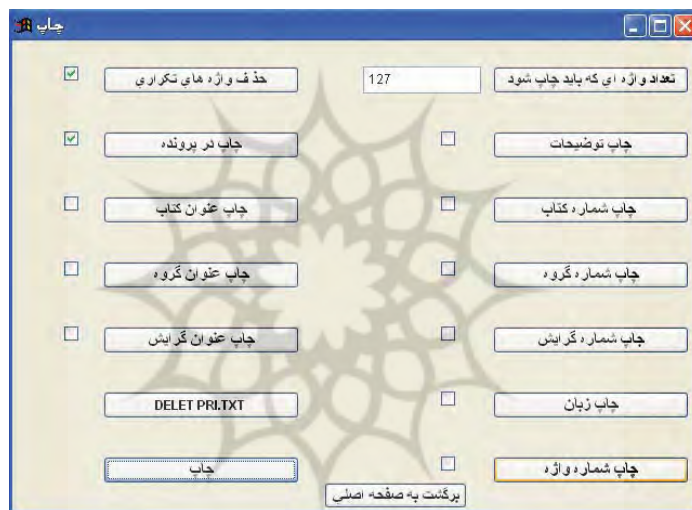 چاپ
تعداد واژه ای که باید چاپ شود 127 حذف واژه های تکراری
چاپ توضیحات چاپ در پرونده
چاپ شماره کتاب چاپ عنوان کتاب
چاپ شماره گروه چاپ عنوان گروه
چاپ شماره گرایش چاپ عنوان گرایش
چاپ زبان DELET PRI.TXT
چاپ شماره واژه چاپ
برگشت به صفحه اصلی